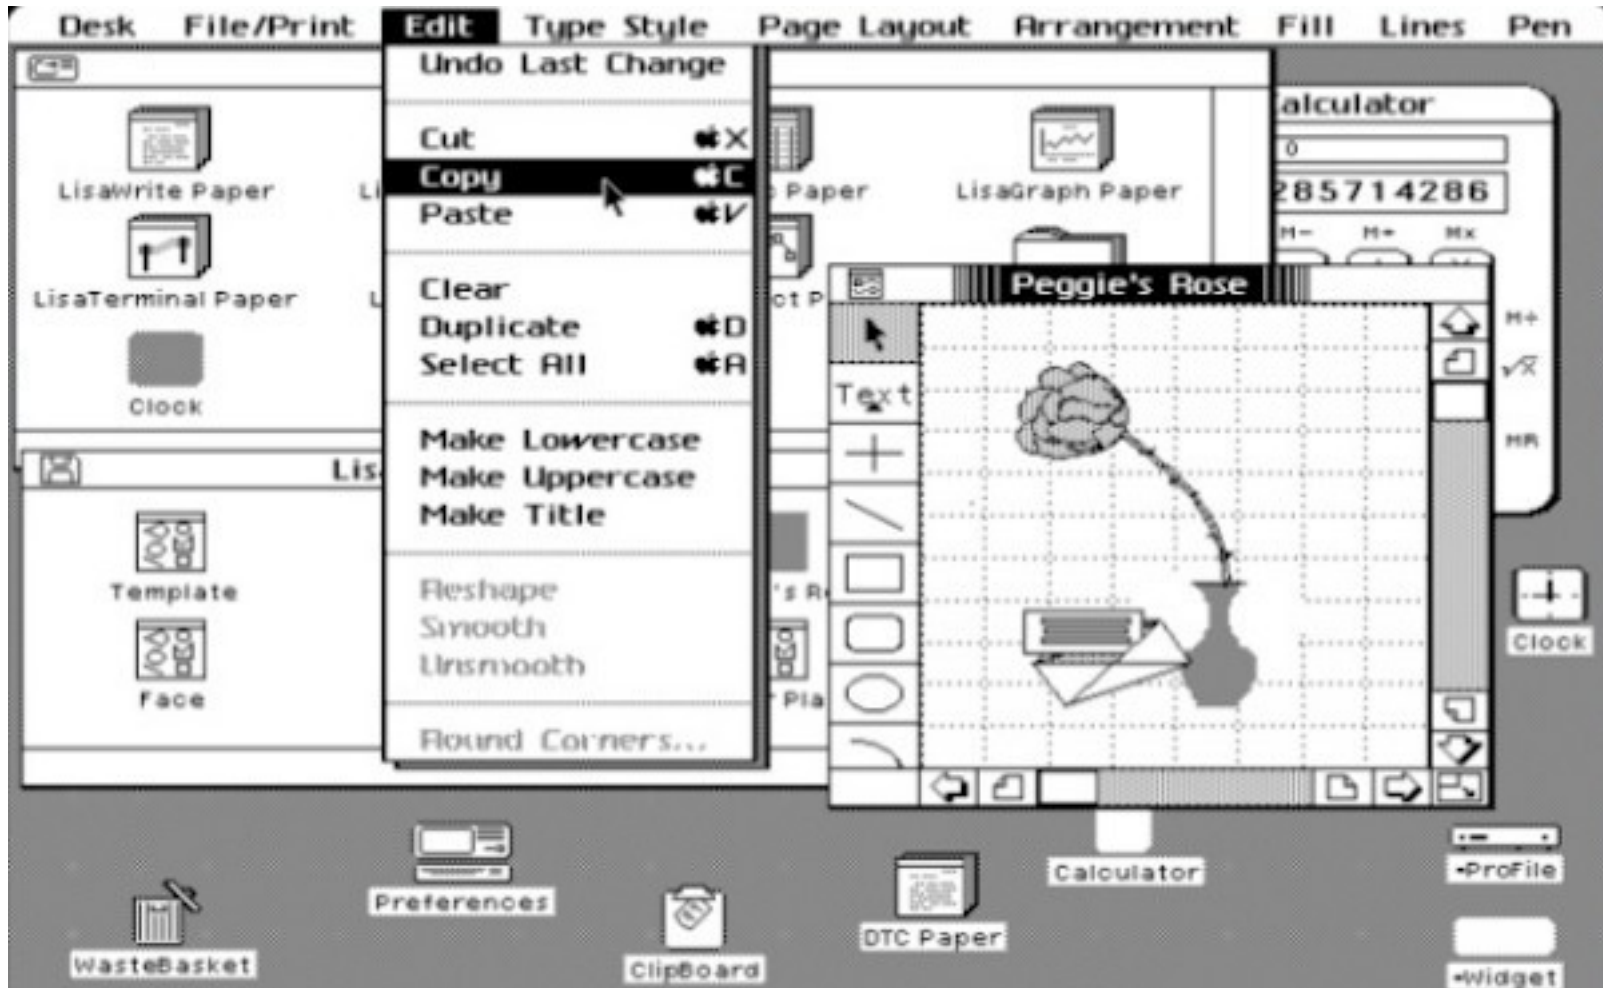 Desk File/Print Edit Type Style Page Layout Arrangement Fill Lines Pen
Undo Last Change
Cut X
Copy C
Paste V
Clear
Duplicate D
Select All A
Make Lowercase
Make Uppercase
Make Title
Reshape
Smooth
Unsmooth
Round Corners...
LisaWrite Paper
Paper
LisaGraph Paper
LisaTerminal Paper
Clock
Lis
Template
Face
alculator
0
285714286
M- M+ M×
M÷
√x
MR
Peggie's Rose
Text
Clock
Preferences
WasteBasket
ClipBoard
DTC Paper
Calculator
-ProFile
-Widget